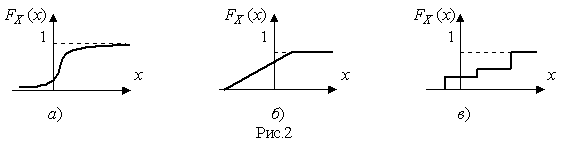 F_X (x) F_X (x) F_X (x)
1 1 1
x x x
а) б) в)
Рис.2